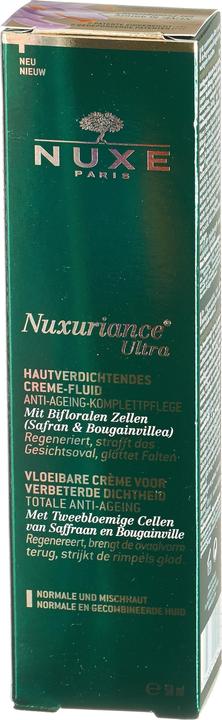 NEU
NIEUW
NUXE
PARIS
Nuxuriance®
Ultra
HAUTVERDICHTENDES
CREME-FLUID
ANTI-AGEING-KOMPLETTPFLEGE
Mit Bifloralen Zellen
(Safran & Bougainvillea)
Regeneriert, strafft das
Gesichtsoval, glättet Falten
VLOEIBARE CRÈME VOOR
VERBETERDE DICHTHEID
TOTALE ANTI-AGEING
Met Tweebloemige Cellen
van Saffraan en Bougainville
Regenereert, brengt de ovaalvorm
terug, strijkt de rimpels glad
NORMALE UND MISCHHAUT
NORMALE EN GECOMBINEERDE HUID
℮ 50 ml